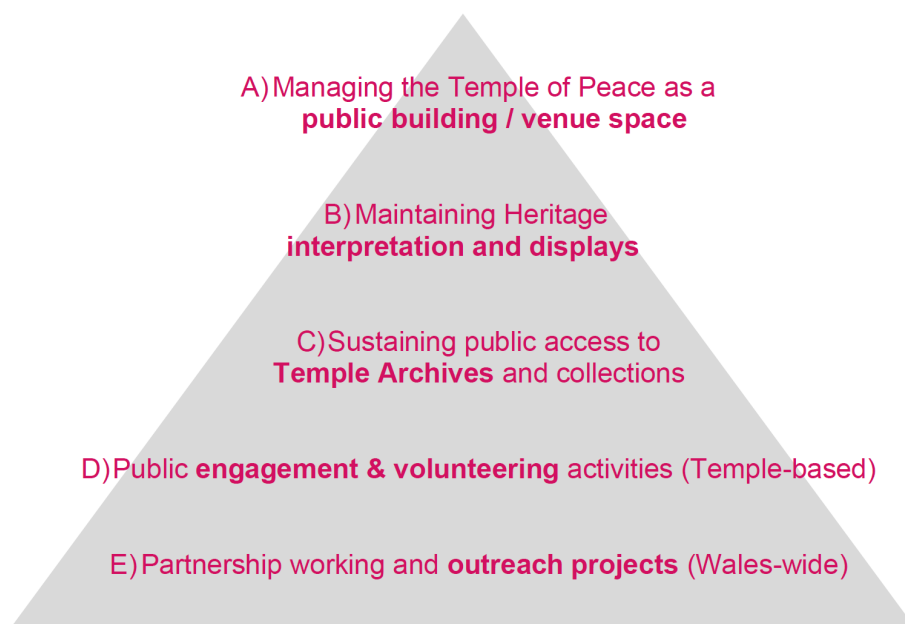 A) Managing the Temple of Peace as a
public building / venue space
B) Maintaining Heritage
interpretation and displays
C) Sustaining public access to
Temple Archives and collections
D) Public engagement & volunteering activities (Temple-based)
E) Partnership working and outreach projects (Wales-wide)